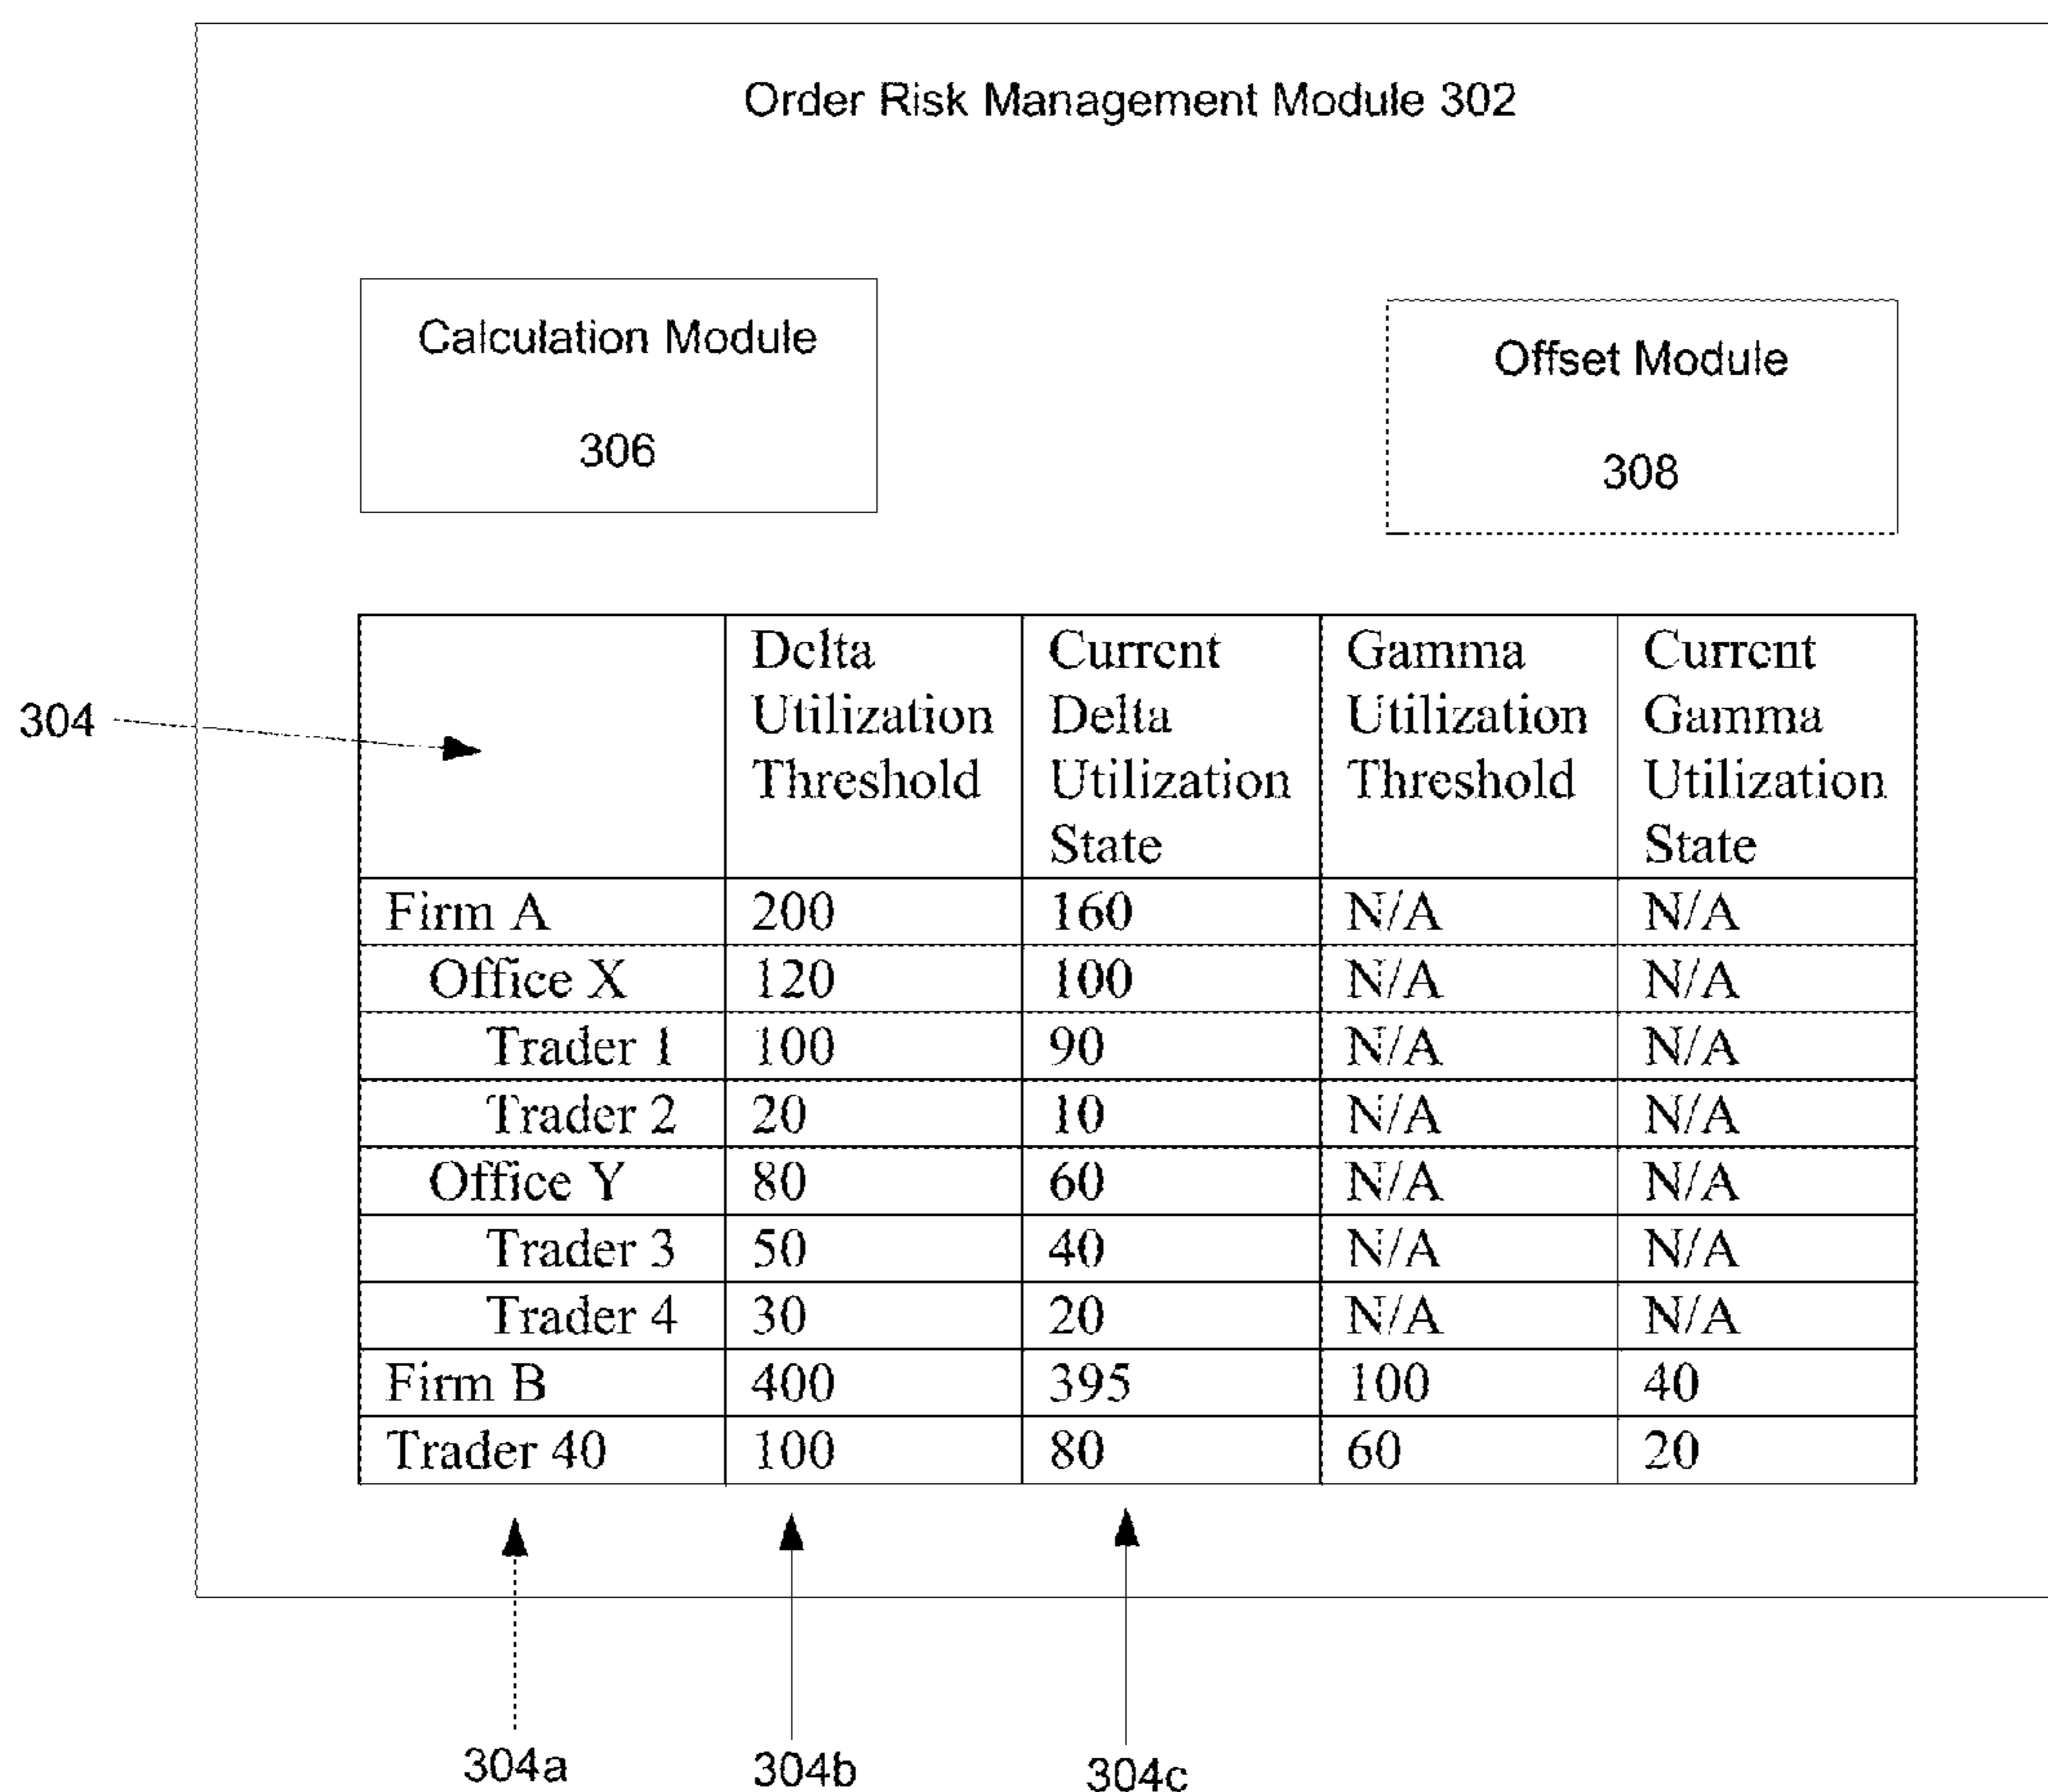 Order Risk Management Module 302
Calculation Module
306
Offset Module
308
304
Delta Utilization Threshold
Current Delta Utilization State
Gamma Utilization Threshold
Current Gamma Utilization State
Firm A 200 160 N/A N/A
Office X 120 100 N/A N/A
Trader 1 100 90 N/A N/A
Trader 2 20 10 N/A N/A
Office Y 80 60 N/A N/A
Trader 3 50 40 N/A N/A
Trader 4 30 20 N/A N/A
Firm B 400 395 100 40
Trader 40 100 80 60 20
304a 304b 304c